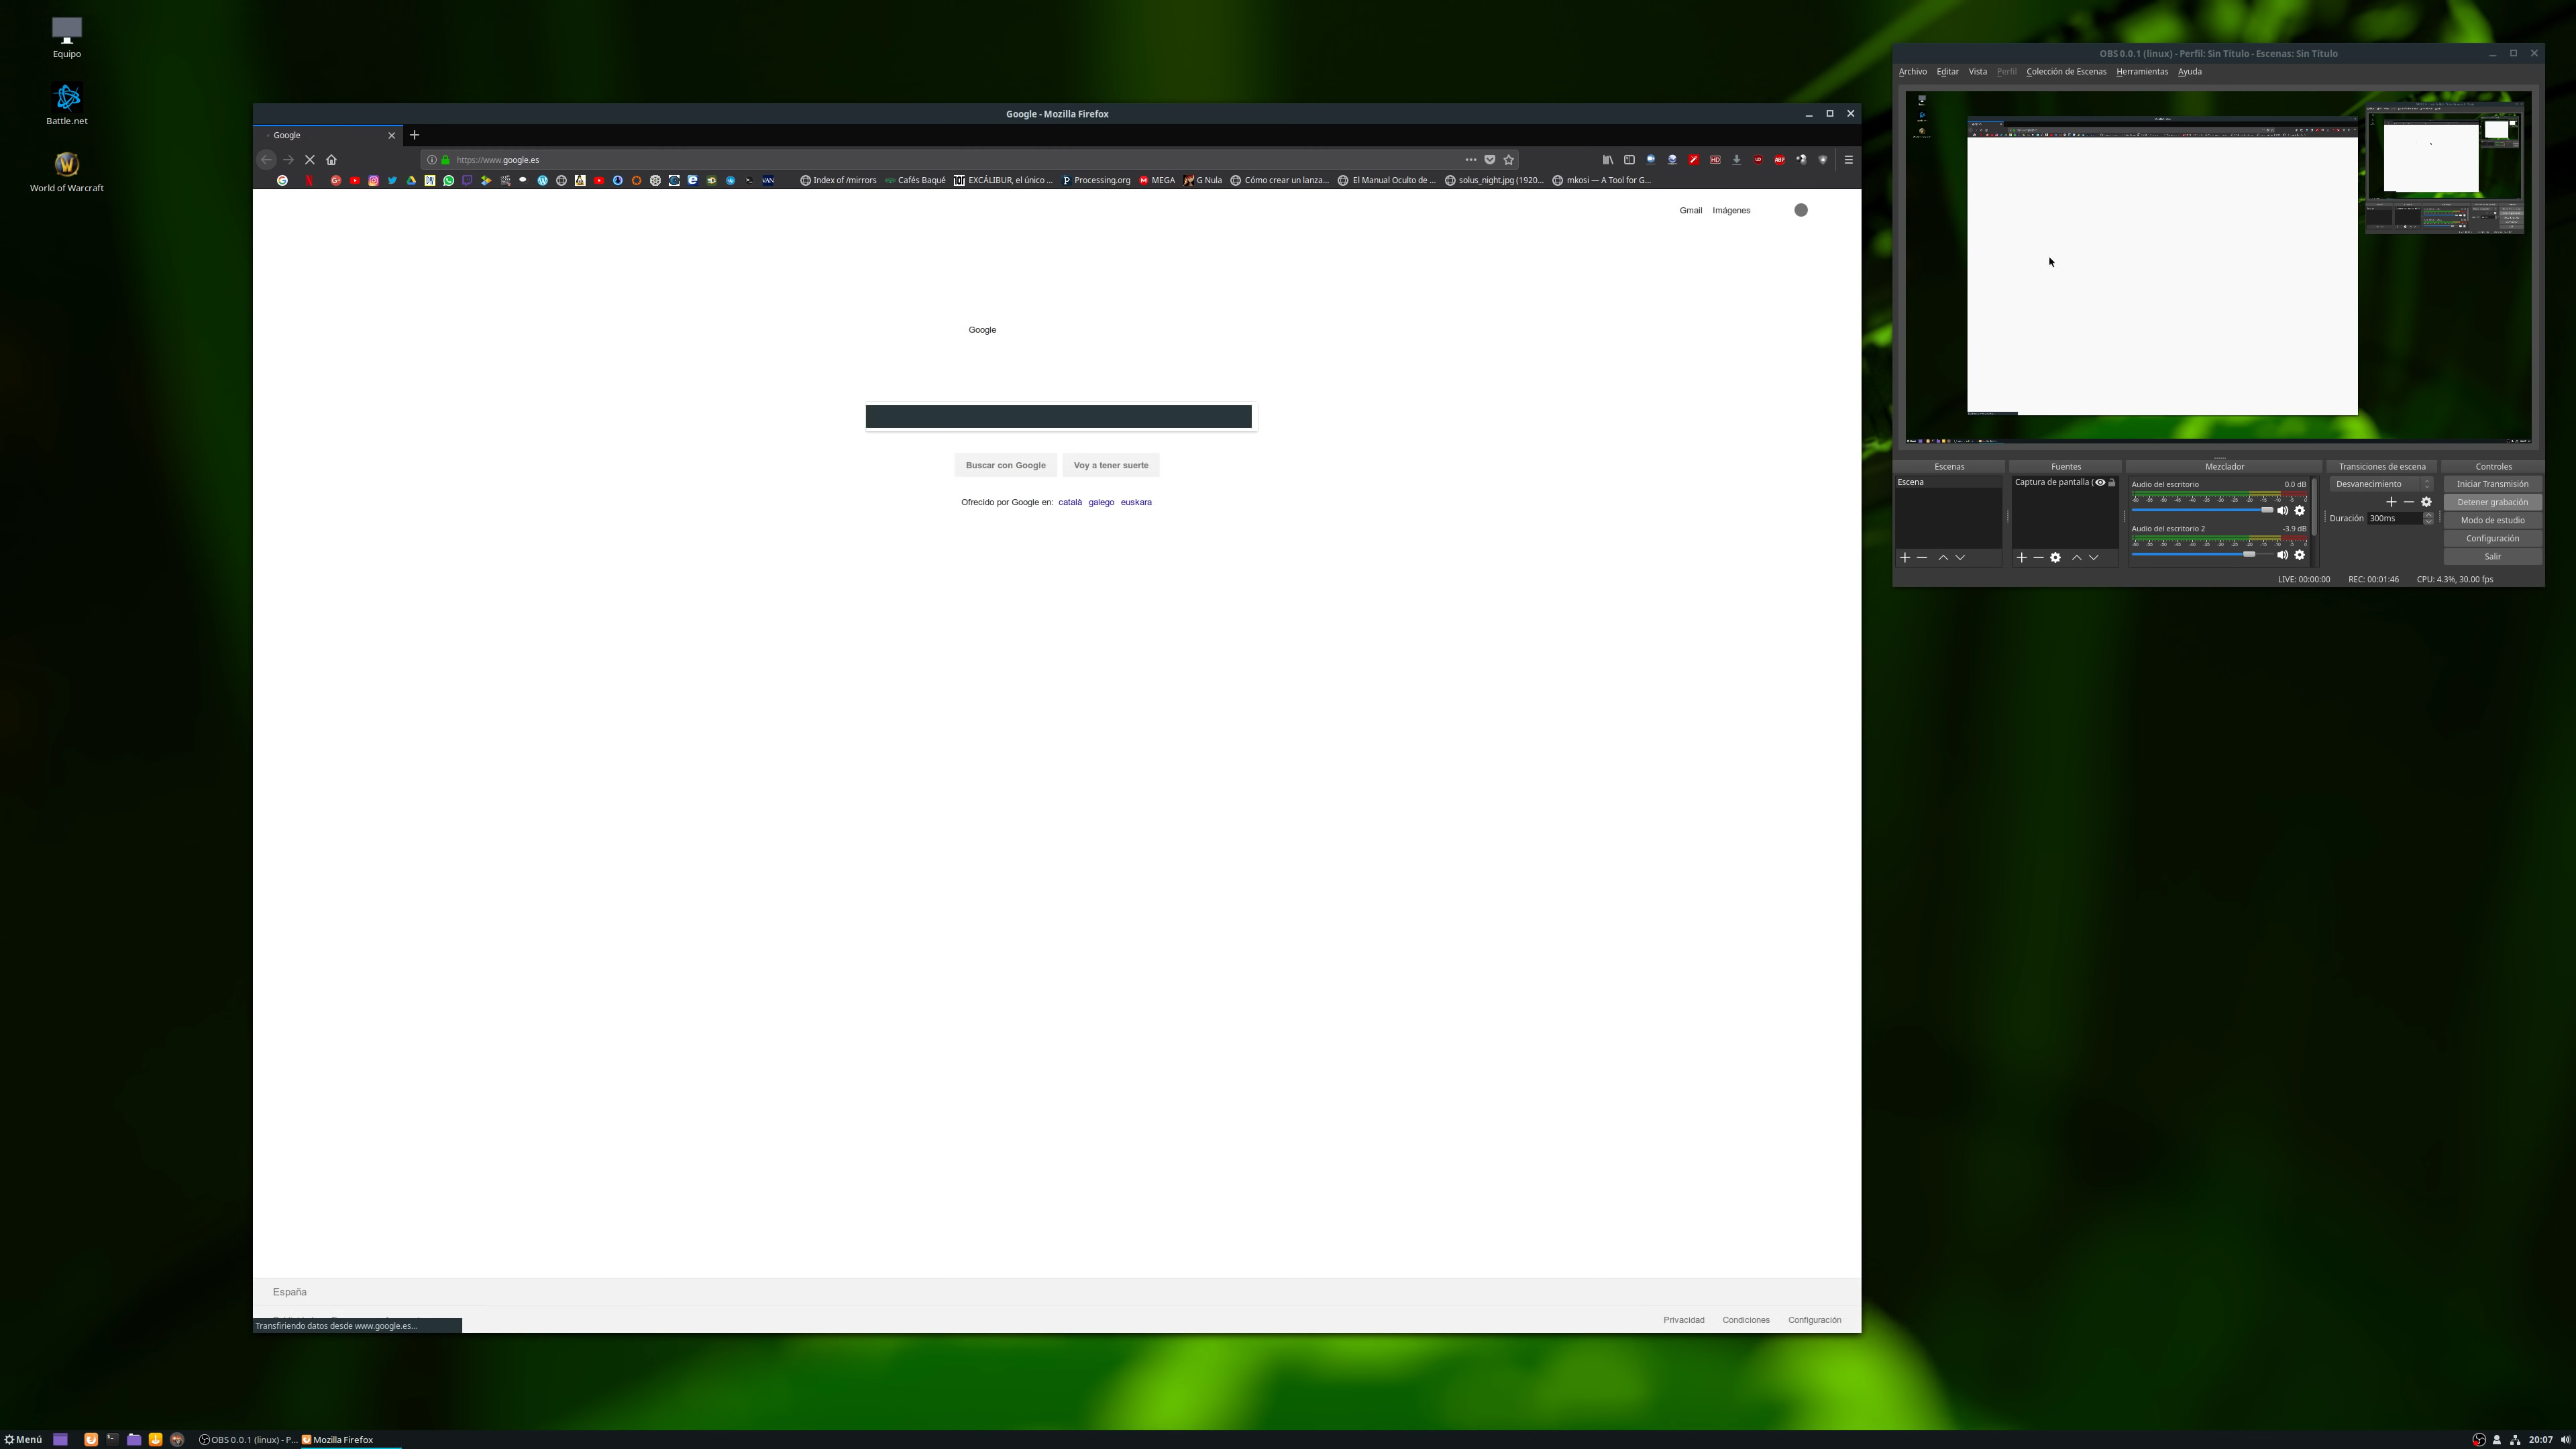 Equipo
Battle.net
World of Warcraft
Google - Mozilla Firefox
Google
https://www.google.es
Index of /mirrors
Cafés Baqué
EXCÁLIBUR, el único ...
Processing.org
MEGA
G Nula
Cómo crear un lanza...
El Manual Oculto de ...
solus_night.jpg (1920...
mkosi — A Tool for G...
Gmail Imágenes
Google
Buscar con Google Voy a tener suerte
Ofrecido por Google en: català galego euskara
España
Transfiriendo datos desde www.google.es...
Privacidad Condiciones Configuración
OBS 0.0.1 (linux) - Perfil: Sin Título - Escenas: Sin Título
Archivo Editar Vista Perfil Colección de Escenas Herramientas Ayuda
Escenas Fuentes Mezclador Transiciones de escena Controles
Escena
Captura de pantalla (
Audio del escritorio 0.0 dB
Audio del escritorio 2 -3.9 dB
Desvanecimiento
Duración 300ms
Iniciar Transmisión
Detener grabación
Modo de estudio
Configuración
Salir
LIVE: 00:00:00 REC: 00:01:46 CPU: 4.3%, 30.00 fps
Menú
OBS 0.0.1 (linux) - P...
Mozilla Firefox
20:07